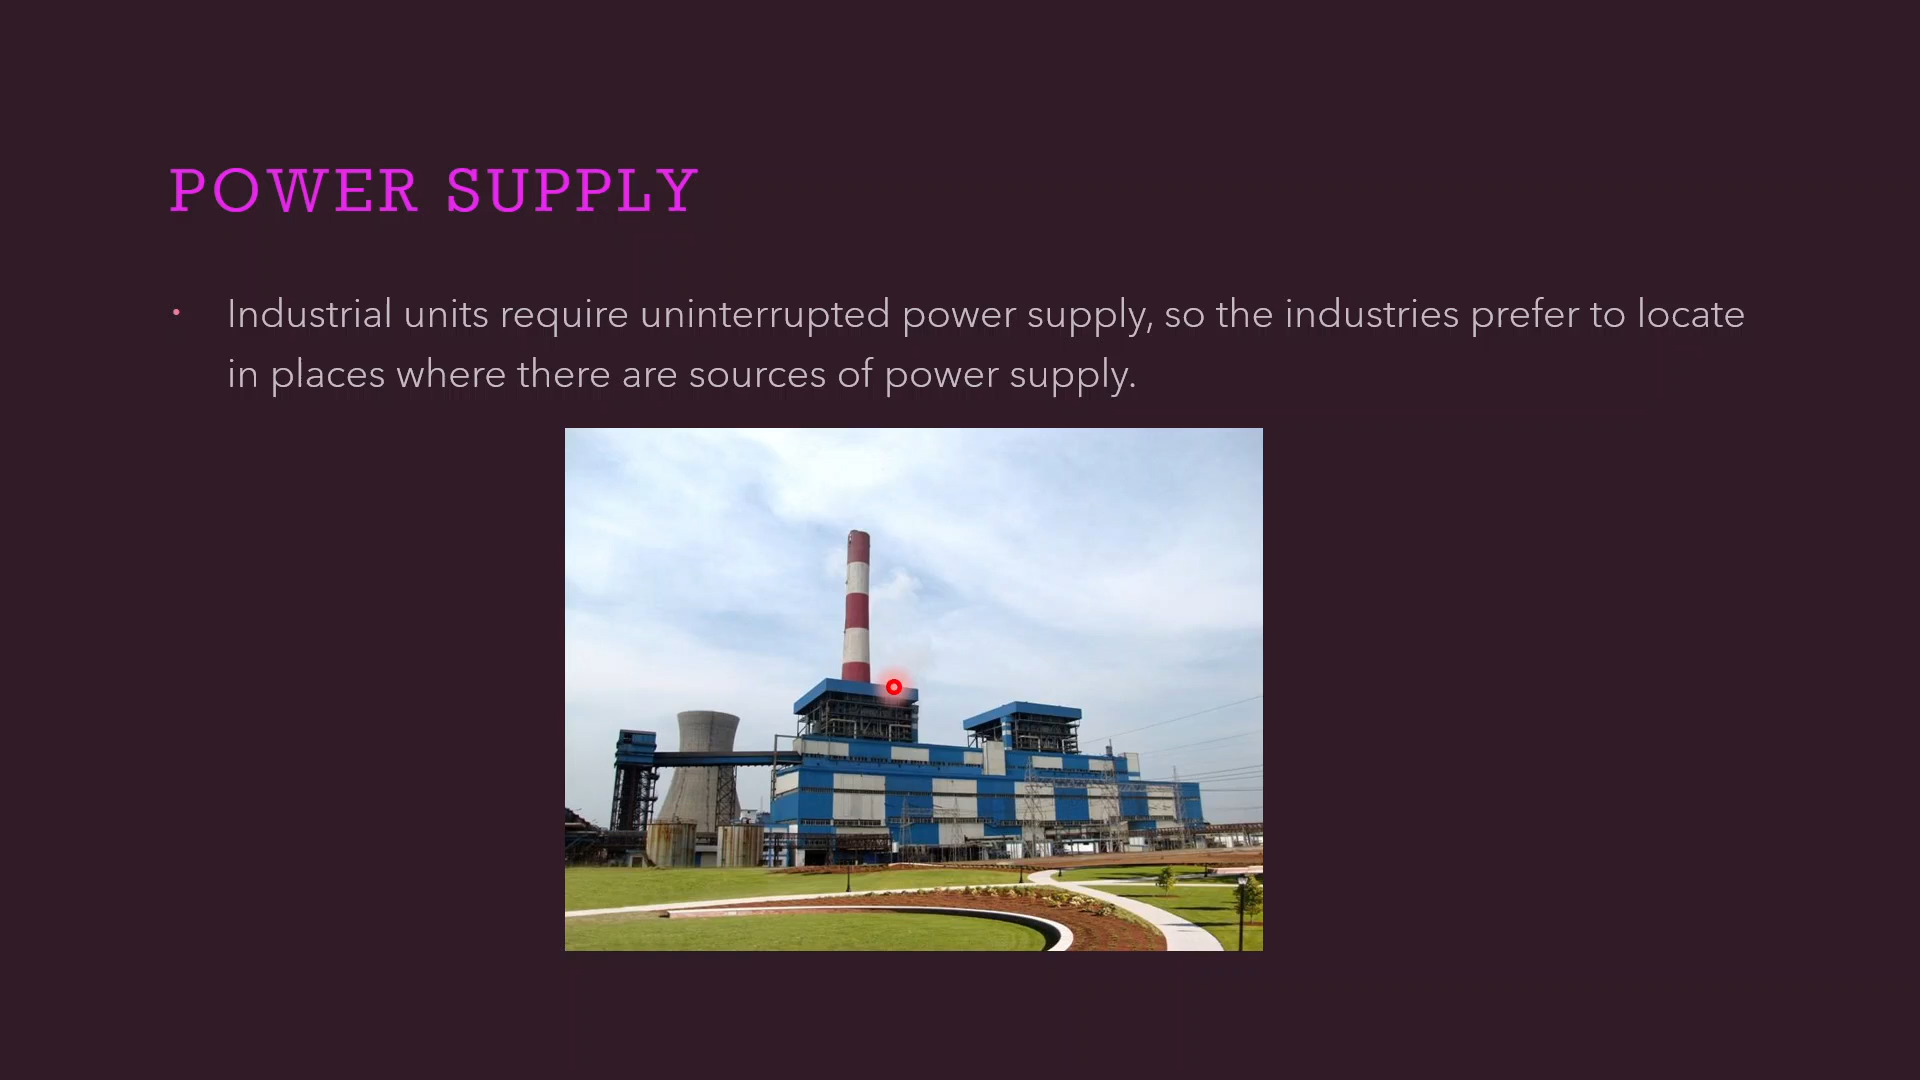 POWER SUPPLY
• Industrial units require uninterrupted power supply, so the industries prefer to locate
in places where there are sources of power supply.